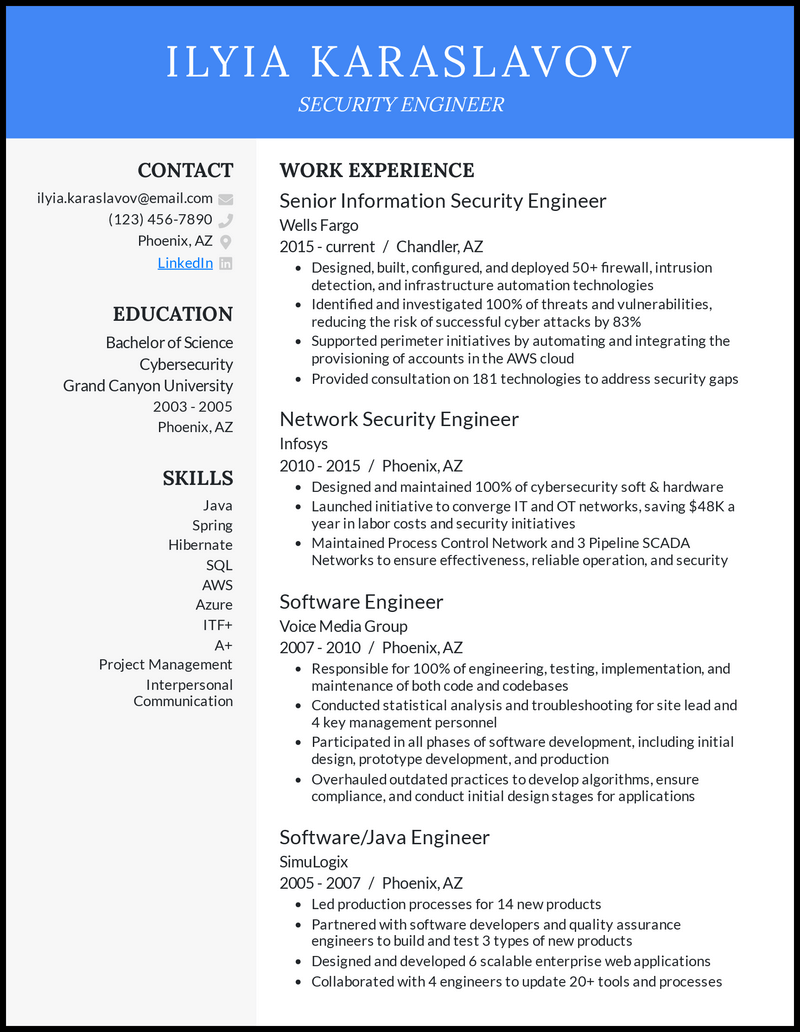 ILYIA KARASLAVOV
SECURITY ENGINEER
CONTACT
ilyia.karaslavov@email.com
(123) 456-7890
Phoenix, AZ
LinkedIn
EDUCATION
Bachelor of Science
Cybersecurity
Grand Canyon University
2003 - 2005
Phoenix, AZ
SKILLS
Java
Spring
Hibernate
SQL
AWS
Azure
ITF+
A+
Project Management
Interpersonal
Communication
WORK EXPERIENCE
Senior Information Security Engineer
Wells Fargo
2015 - current / Chandler, AZ
• Designed, built, configured, and deployed 50+ firewall, intrusion
detection, and infrastructure automation technologies
• Identified and investigated 100% of threats and vulnerabilities,
reducing the risk of successful cyber attacks by 83%
• Supported perimeter initiatives by automating and integrating the
provisioning of accounts in the AWS cloud
• Provided consultation on 181 technologies to address security gaps
Network Security Engineer
Infosys
2010 - 2015 / Phoenix, AZ
• Designed and maintained 100% of cybersecurity soft & hardware
• Launched initiative to converge IT and OT networks, saving $48K a
year in labor costs and security initiatives
• Maintained Process Control Network and 3 Pipeline SCADA
Networks to ensure effectiveness, reliable operation, and security
Software Engineer
Voice Media Group
2007 - 2010 / Phoenix, AZ
• Responsible for 100% of engineering, testing, implementation, and
maintenance of both code and codebases
• Conducted statistical analysis and troubleshooting for site lead and
4 key management personnel
• Participated in all phases of software development, including initial
design, prototype development, and production
• Overhauled outdated practices to develop algorithms, ensure
compliance, and conduct initial design stages for applications
Software/Java Engineer
SimuLogix
2005 - 2007 / Phoenix, AZ
• Led production processes for 14 new products
• Partnered with software developers and quality assurance
engineers to build and test 3 types of new products
• Designed and developed 6 scalable enterprise web applications
• Collaborated with 4 engineers to update 20+ tools and processes